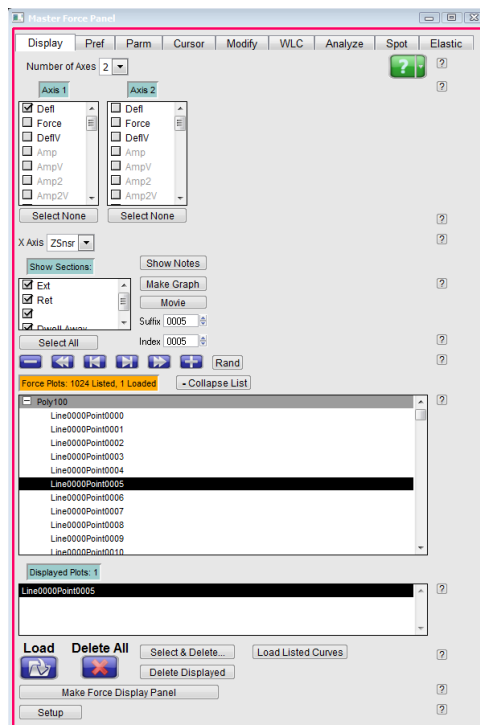 Master Force Panel
Display Pref Parm Cursor Modify WLC Analyze Spot Elastic
Number of Axes 2 ? ?
Axis 1 Axis 2 ?
Defl Defl
Force Force
DeflV DeflV
Amp Amp
AmpV AmpV
Amp2 Amp2
Amp2V Amp2V
Select None Select None ?
X Axis ZSnsr ?
Show Sections: Show Notes
Ext Make Graph ?
Ret Movie
Dwell Away Suffix 0005
Select All Index 0005 ?
Rand ?
Force Plots: 1024 Listed, 1 Loaded - Collapse List
Poly100 ?
Line0000Point0000
Line0000Point0001
Line0000Point0002
Line0000Point0003
Line0000Point0004
Line0000Point0005
Line0000Point0006
Line0000Point0007
Line0000Point0008
Line0000Point0009
Line0000Point0010
Displayed Plots: 1
Line0000Point0005 ?
Load Delete All Select & Delete... Load Listed Curves ?
Delete Displayed
Make Force Display Panel ?
Setup ?